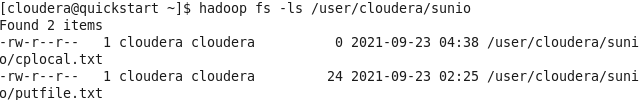 [cloudera@quickstart ~]$ hadoop fs -ls /user/cloudera/sunio
Found 2 items
-rw-r--r--   1 cloudera cloudera          0 2021-09-23 04:38 /user/cloudera/suni
o/cplocal.txt
-rw-r--r--   1 cloudera cloudera         24 2021-09-23 02:25 /user/cloudera/suni
o/putfile.txt